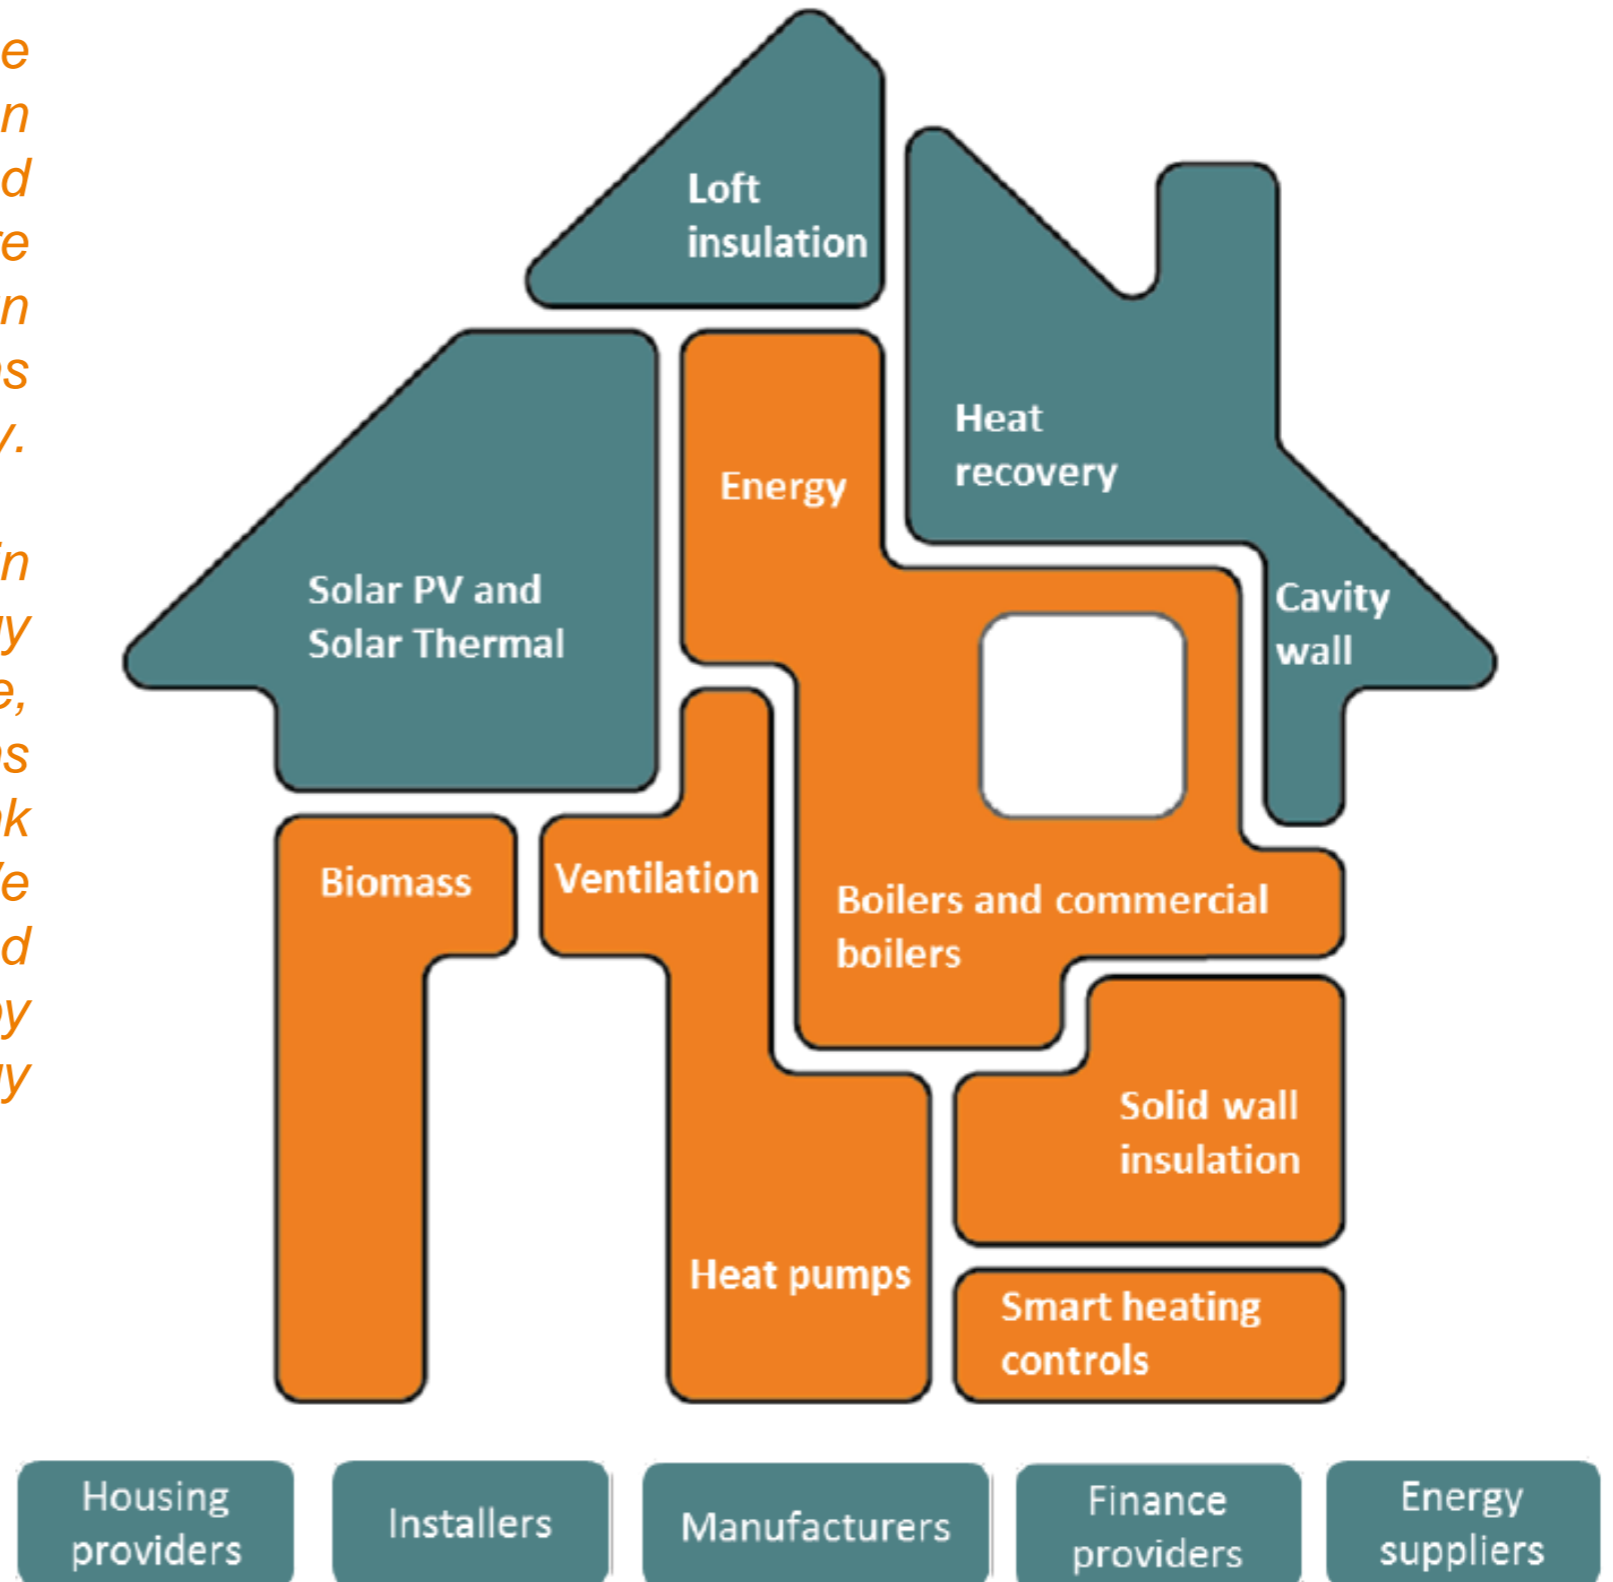 Loft
insulation
Heat
recovery
Energy
Solar PV and
Solar Thermal
Cavity
wall
Biomass
Ventilation
Boilers and commercial
boilers
Solid wall
insulation
Heat pumps
Smart heating
controls
Housing
providers
Installers
Manufacturers
Finance
providers
Energy
suppliers